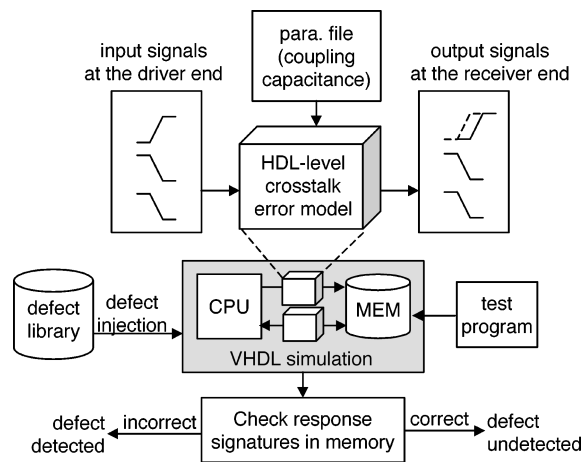 input signals
at the driver end
para. file
(coupling
capacitance)
output signals
at the receiver end
HDL-level
crosstalk
error model
defect
library
defect
injection
CPU
MEM
VHDL simulation
test
program
defect
detected
incorrect
Check response
signatures in memory
correct
defect
undetected